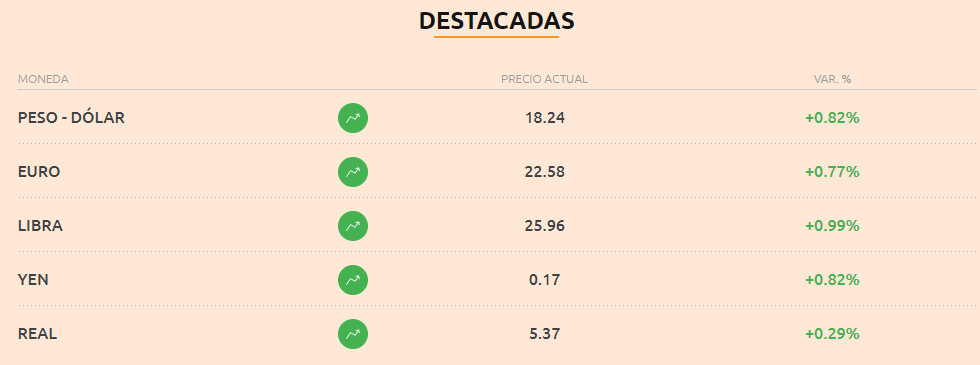 DESTACADAS
MONEDA PRECIO ACTUAL VAR. %
PESO - DÓLAR 18.24 +0.82%
EURO 22.58 +0.77%
LIBRA 25.96 +0.99%
YEN 0.17 +0.82%
REAL 5.37 +0.29%